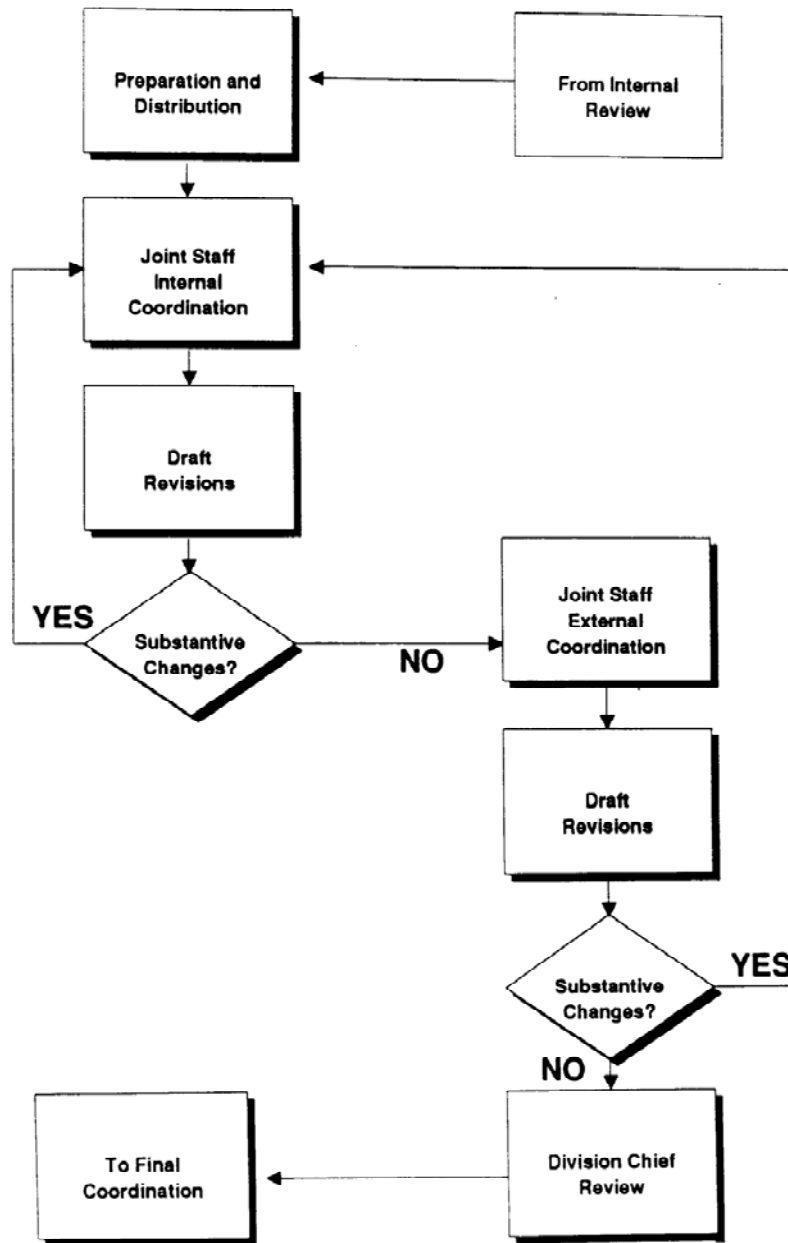 Preparation and
Distribution
From Internal
Review
Joint Staff
Internal
Coordination
Draft
Revisions
YES
Substantive
Changes?
NO
Joint Staff
External
Coordination
Draft
Revisions
Substantive
Changes?
YES
NO
To Final
Coordination
Division Chief
Review